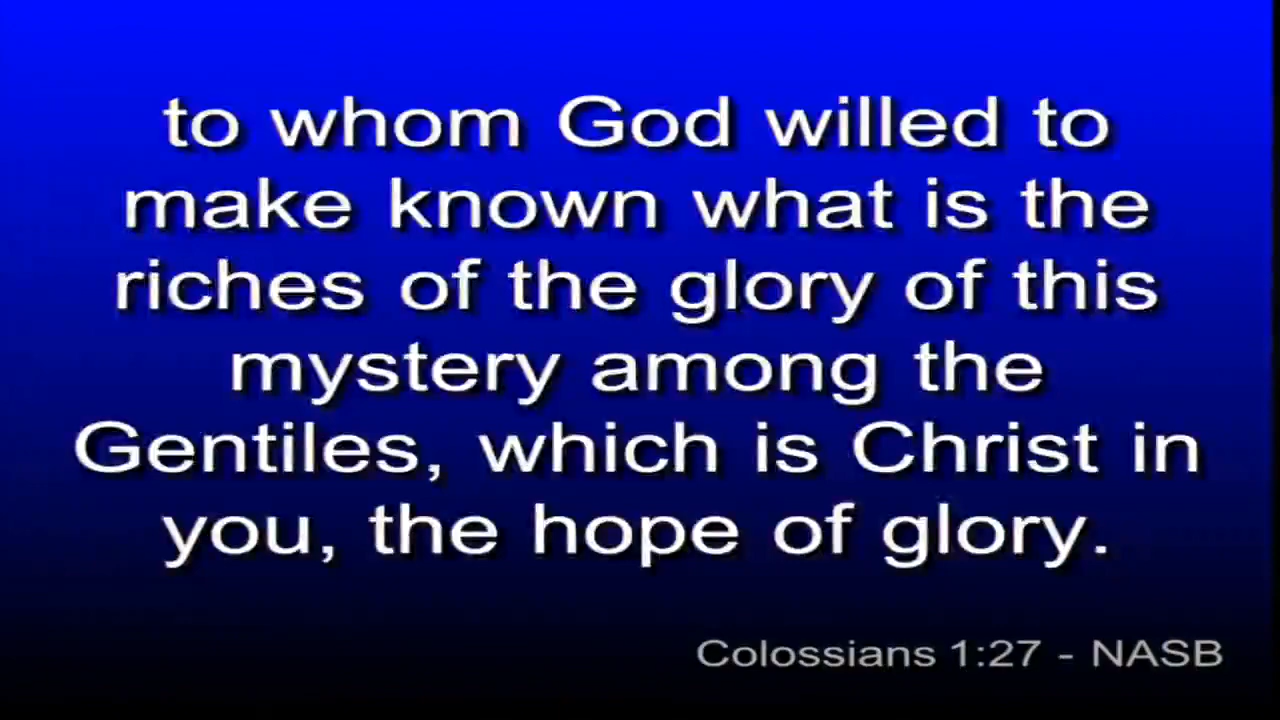 to whom God willed to
make known what is the
riches of the glory of this
mystery among the
Gentiles, which is Christ in
you, the hope of glory.
Colossians 1:27 - NASB